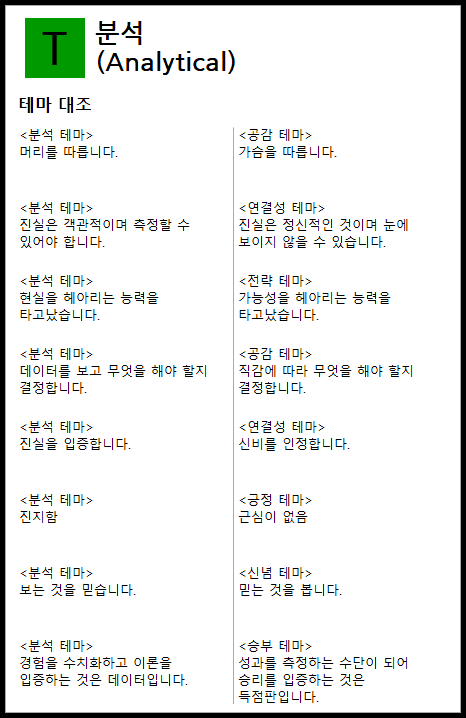 T
분석
(Analytical)
테마 대조
<분석 테마>
머리를 따릅니다.
<공감 테마>
가슴을 따릅니다.
<분석 테마>
진실은 객관적이며 측정할 수
있어야 합니다.
<연결성 테마>
진실은 정신적인 것이며 눈에
보이지 않을 수 있습니다.
<분석 테마>
현실을 헤아리는 능력을
타고났습니다.
<전략 테마>
가능성을 헤아리는 능력을
타고났습니다.
<분석 테마>
데이터를 보고 무엇을 해야 할지
결정합니다.
<공감 테마>
직감에 따라 무엇을 해야 할지
결정합니다.
<분석 테마>
진실을 입증합니다.
<연결성 테마>
신비를 인정합니다.
<분석 테마>
진지함
<긍정 테마>
근심이 없음
<분석 테마>
보는 것을 믿습니다.
<신념 테마>
믿는 것을 봅니다.
<분석 테마>
경험을 수치화하고 이론을
입증하는 것은 데이터입니다.
<승부 테마>
성과를 측정하는 수단이 되어
승리를 입증하는 것은
득점판입니다.